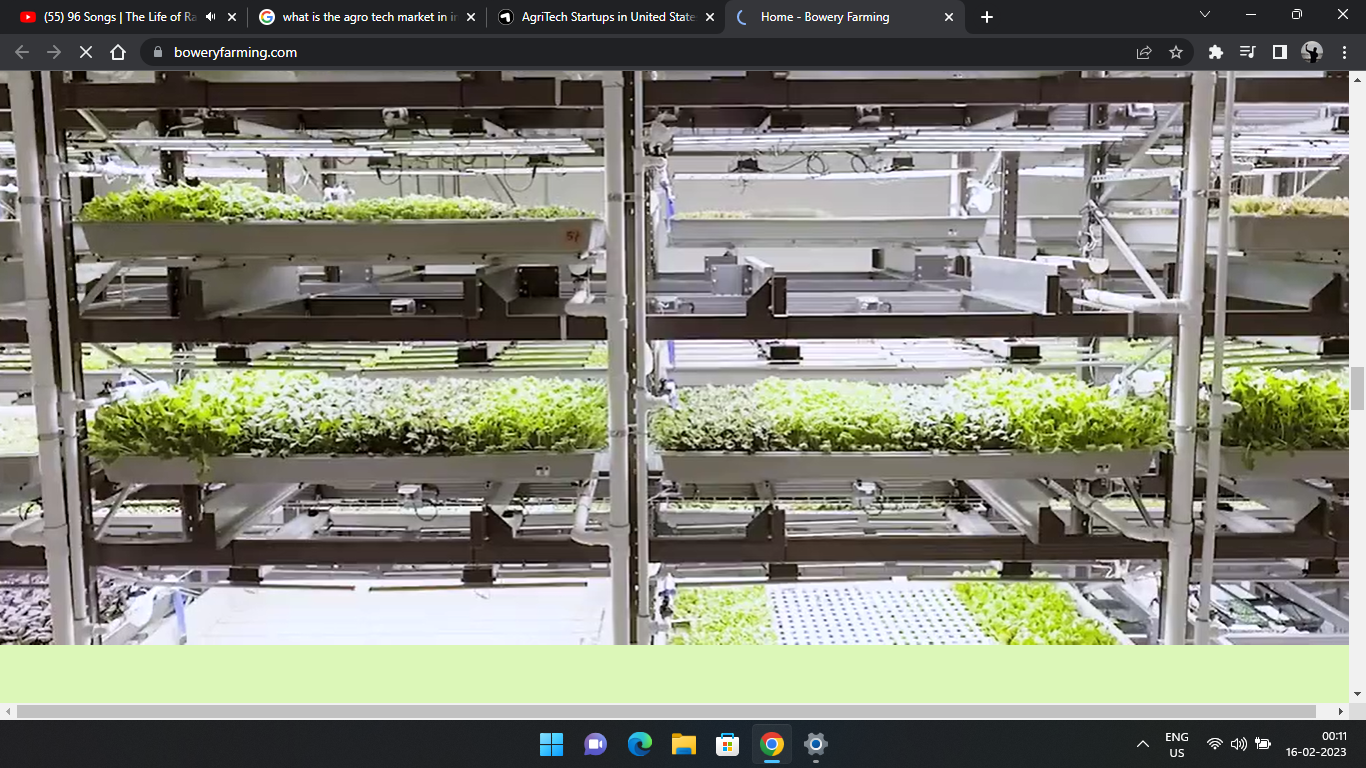 (55) 96 Songs | The Life of Ra
what is the agro tech market in in
AgriTech Startups in United State
Home - Bowery Farming
boweryfarming.com
57
ENG
US
00:11
16-02-2023